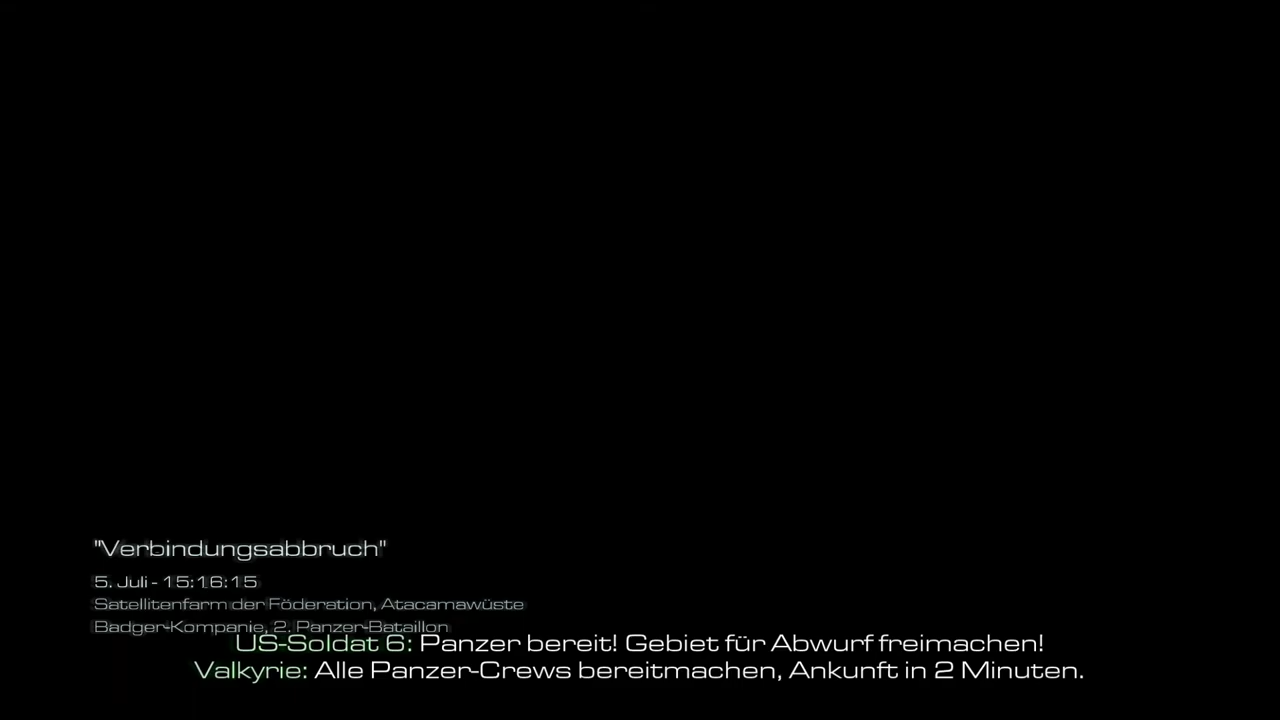 "Verbindungsabbruch"
5. Juli - 15:16:15
Satellitenfarm der Föderation, Atacamawüste
Badger-Kompanie, 2. Panzer-Bataillon
US-Soldat 6: Panzer bereit! Gebiet für Abwurf freimachen!
Valkyrie: Alle Panzer-Crews bereitmachen, Ankunft in 2 Minuten.